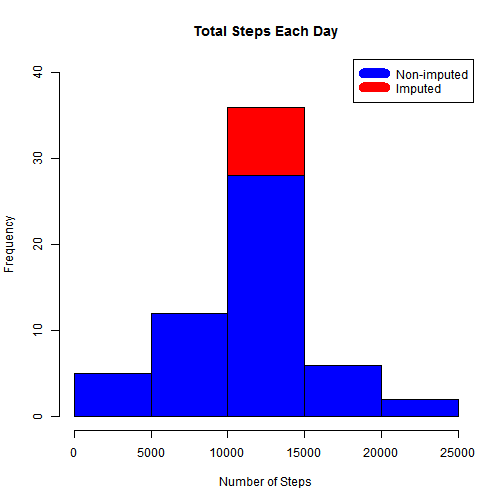 Total Steps Each Day
Non-imputed
Imputed
Frequency
40
30
20
10
0
0 5000 10000 15000 20000 25000
Number of Steps